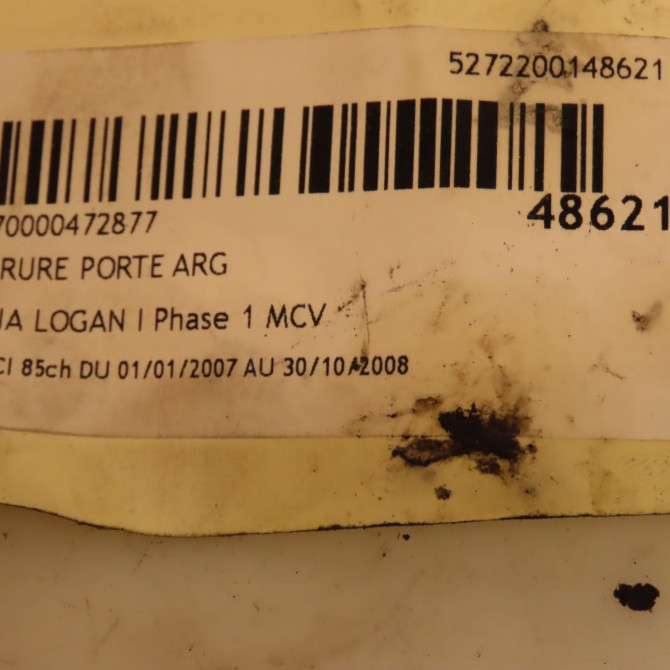 5272200148621
70000472877
48621
RURE PORTE ARG
IA LOGAN I Phase 1 MCV
CI 85ch DU 01/01/2007 AU 30/10/2008